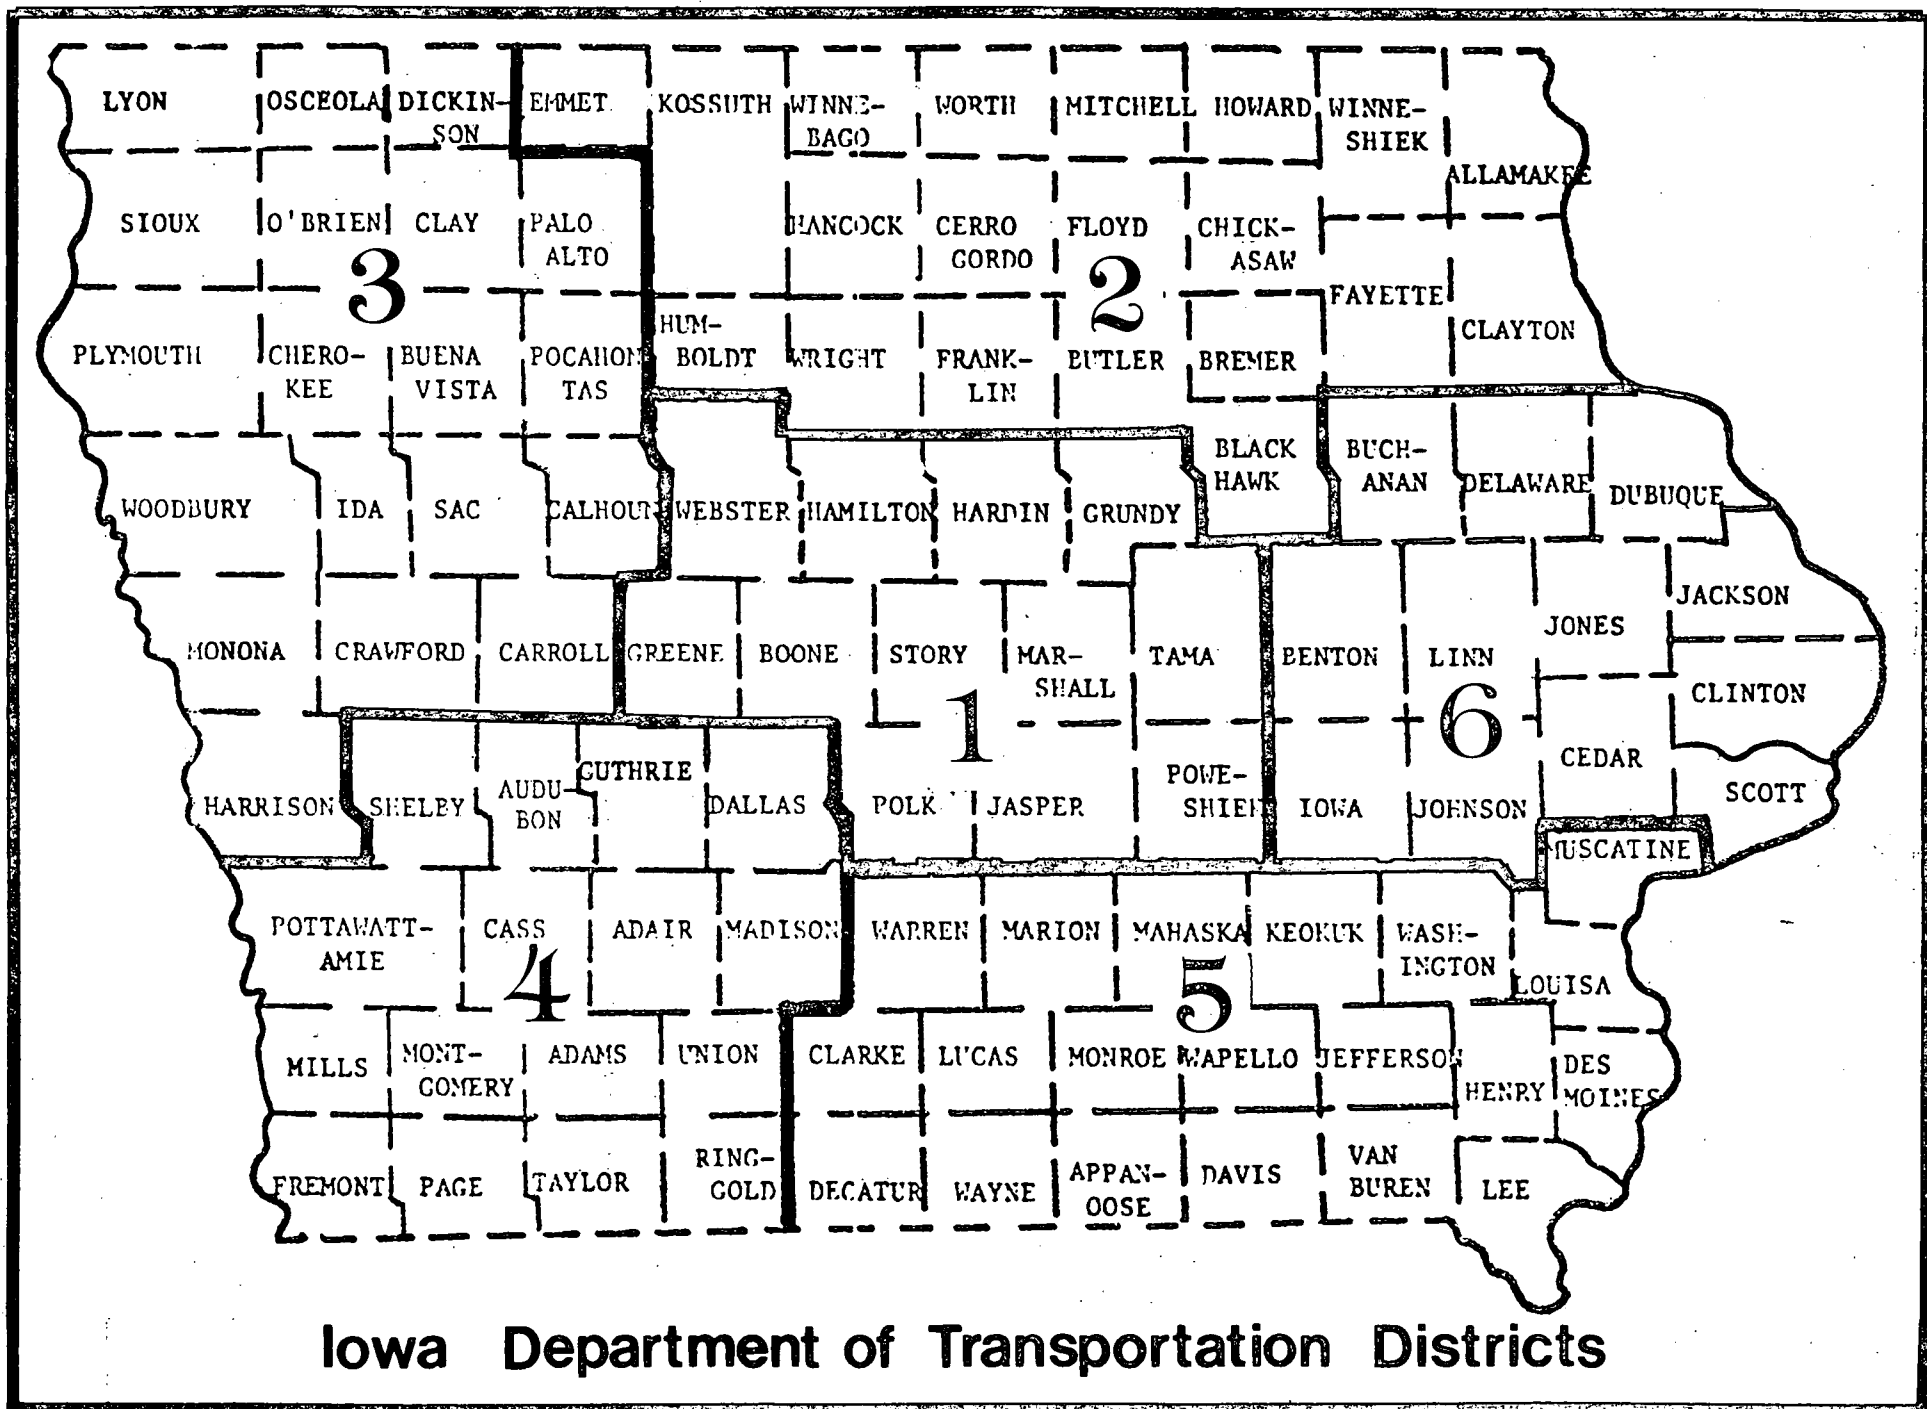 LYON
OSCEOLA
DICKIN-
SON
EMMET
KOSSUTH
WINNE-
BAGO
WORTH
MITCHELL
HOWARD
WINNE-
SHIEK
ALLAMAKEE
SIOUX
O'BRIEN
CLAY
PALO
ALTO
HANCOCK
CERRO
GORDO
FLOYD
CHICK-
ASAW
FAYETTE
CLAYTON
3
2
PLYMOUTH
CHERO-
KEE
BUENA
VISTA
POCAHON
TAS
HUM-
BOLDT
WRIGHT
FRANK-
LIN
BUTLER
BREMER
WOODBURY
IDA
SAC
CALHOUN
WEBSTER
HAMILTON
HARDIN
GRUNDY
BLACK
HAWK
BUCH-
ANAN
DELAWARE
DUBUQUE
MONONA
CRAWFORD
CARROLL
GREENE
BOONE
STORY
MAR-
SHALL
TAMA
BENTON
LINN
JONES
JACKSON
CLINTON
1
6
HARRISON
SHELBY
AUDU-
BON
GUTHRIE
DALLAS
POLK
JASPER
POWE-
SHIEK
IOWA
JOHNSON
CEDAR
SCOTT
MUSCATINE
POTTAWATT-
AMIE
CASS
ADAIR
MADISON
WARREN
MARION
MAHASKA
KEOKUK
WASH-
INGTON
LOUISA
4
5
MILLS
MONT-
GOMERY
ADAMS
UNION
CLARKE
LUCAS
MONROE
WAPELLO
JEFFERSON
HENRY
DES
MOINES
FREMONT
PAGE
TAYLOR
RING-
GOLD
DECATUR
WAYNE
APPAN-
OOSE
DAVIS
VAN
BUREN
LEE
Iowa Department of Transportation Districts